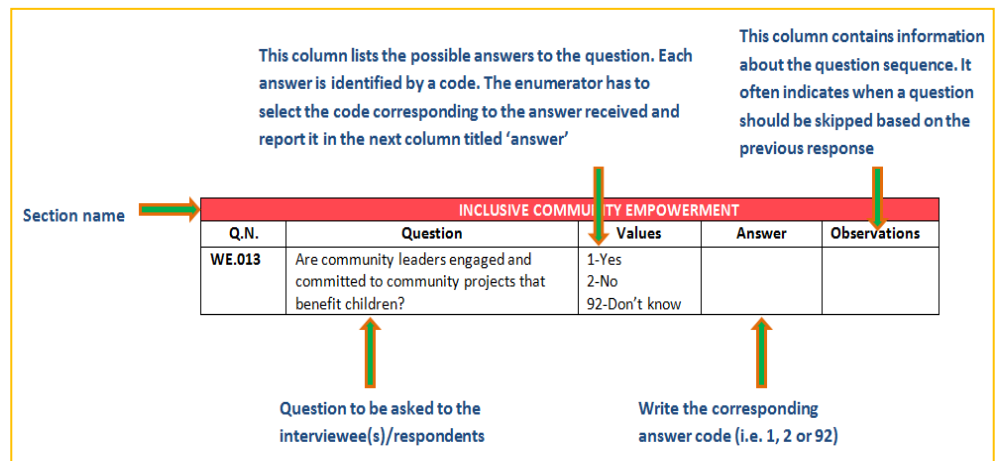 This column lists the possible answers to the question. Each
answer is identified by a code. The enumerator has to
select the code corresponding to the answer received and
report it in the next column titled ‘answer’
This column contains information
about the question sequence. It
often indicates when a question
should be skipped based on the
previous response
Section name
INCLUSIVE COMMUNITY EMPOWERMENT
Q.N. Question Values Answer Observations
WE.013 Are community leaders engaged and 1-Yes
committed to community projects that 2-No
benefit children? 92-Don’t know
Question to be asked to the
interviewee(s)/respondents
Write the corresponding
answer code (i.e. 1, 2 or 92)